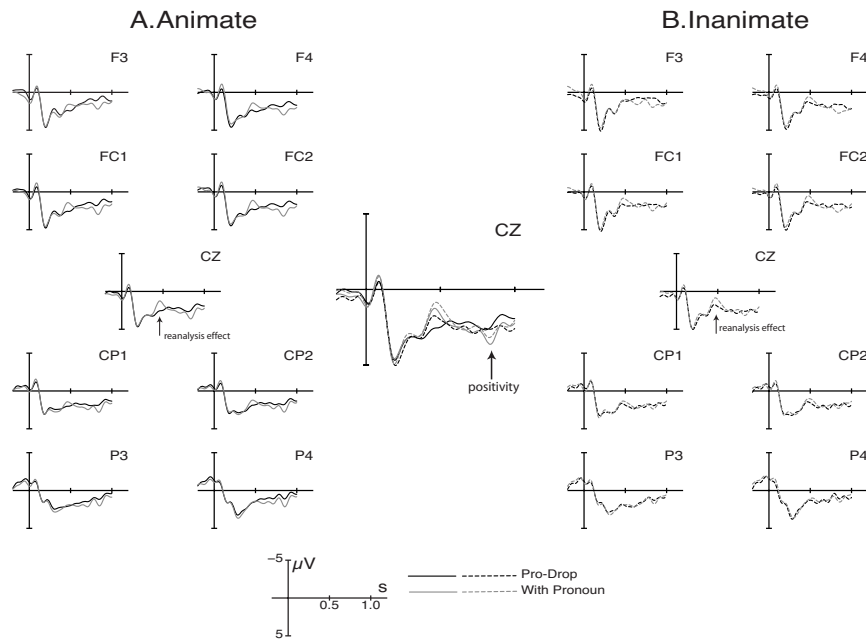 A.Animate
B.Inanimate
F3
F4
F3
F4
FC1
FC2
FC1
FC2
CZ
CZ
CZ
reanalysis effect
reanalysis effect
positivity
CP1
CP2
CP1
CP2
P3
P4
P3
P4
−5
μV
s
0.5
1.0
5
Pro-Drop
With Pronoun